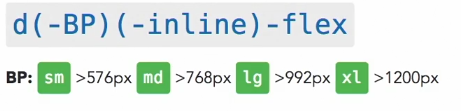 d(-BP)(-inline)-flex
BP: sm >576px md >768px lg >992px xl >1200px